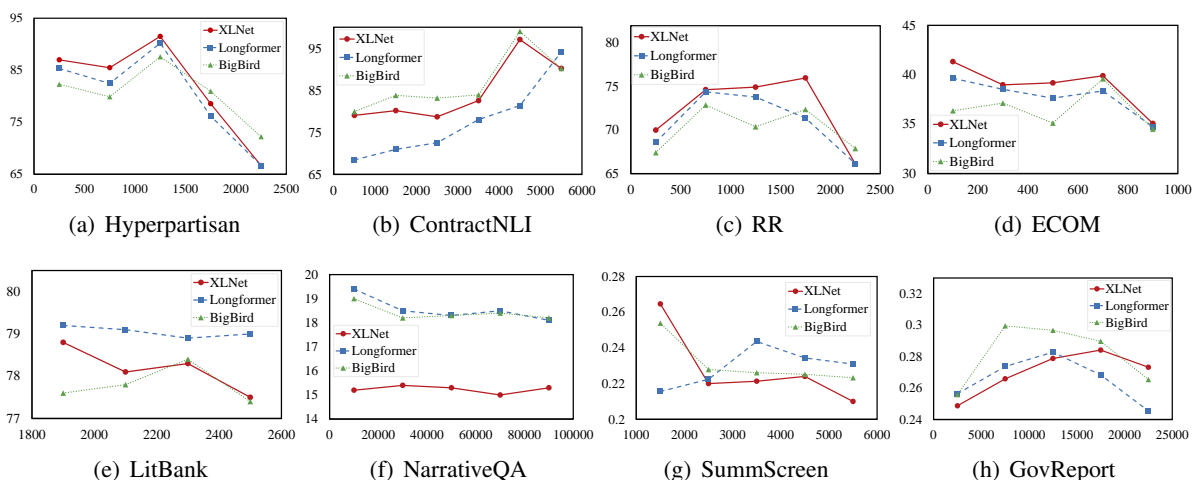 95
85
75
65
0 500 1000 1500 2000 2500
XLNet
Longformer
BigBird
(a) Hyperpartisan
95
85
75
65
0 1000 2000 3000 4000 5000 6000
XLNet
Longformer
BigBird
(b) ContractNLI
80
75
70
65
0 500 1000 1500 2000 2500
XLNet
Longformer
BigBird
(c) RR
45
40
35
30
0 200 400 600 800 1000
XLNet
Longformer
BigBird
(d) ECOM
80
79
78
77
1800 2000 2200 2400 2600
XLNet
Longformer
BigBird
(e) LitBank
20
19
18
17
16
15
14
0 20000 40000 60000 80000 100000
XLNet
Longformer
BigBird
(f) NarrativeQA
0.28
0.26
0.24
0.22
0.2
1000 2000 3000 4000 5000 6000
XLNet
Longformer
BigBird
(g) SummScreen
0.32
0.3
0.28
0.26
0.24
0 5000 10000 15000 20000 25000
XLNet
Longformer
BigBird
(h) GovReport